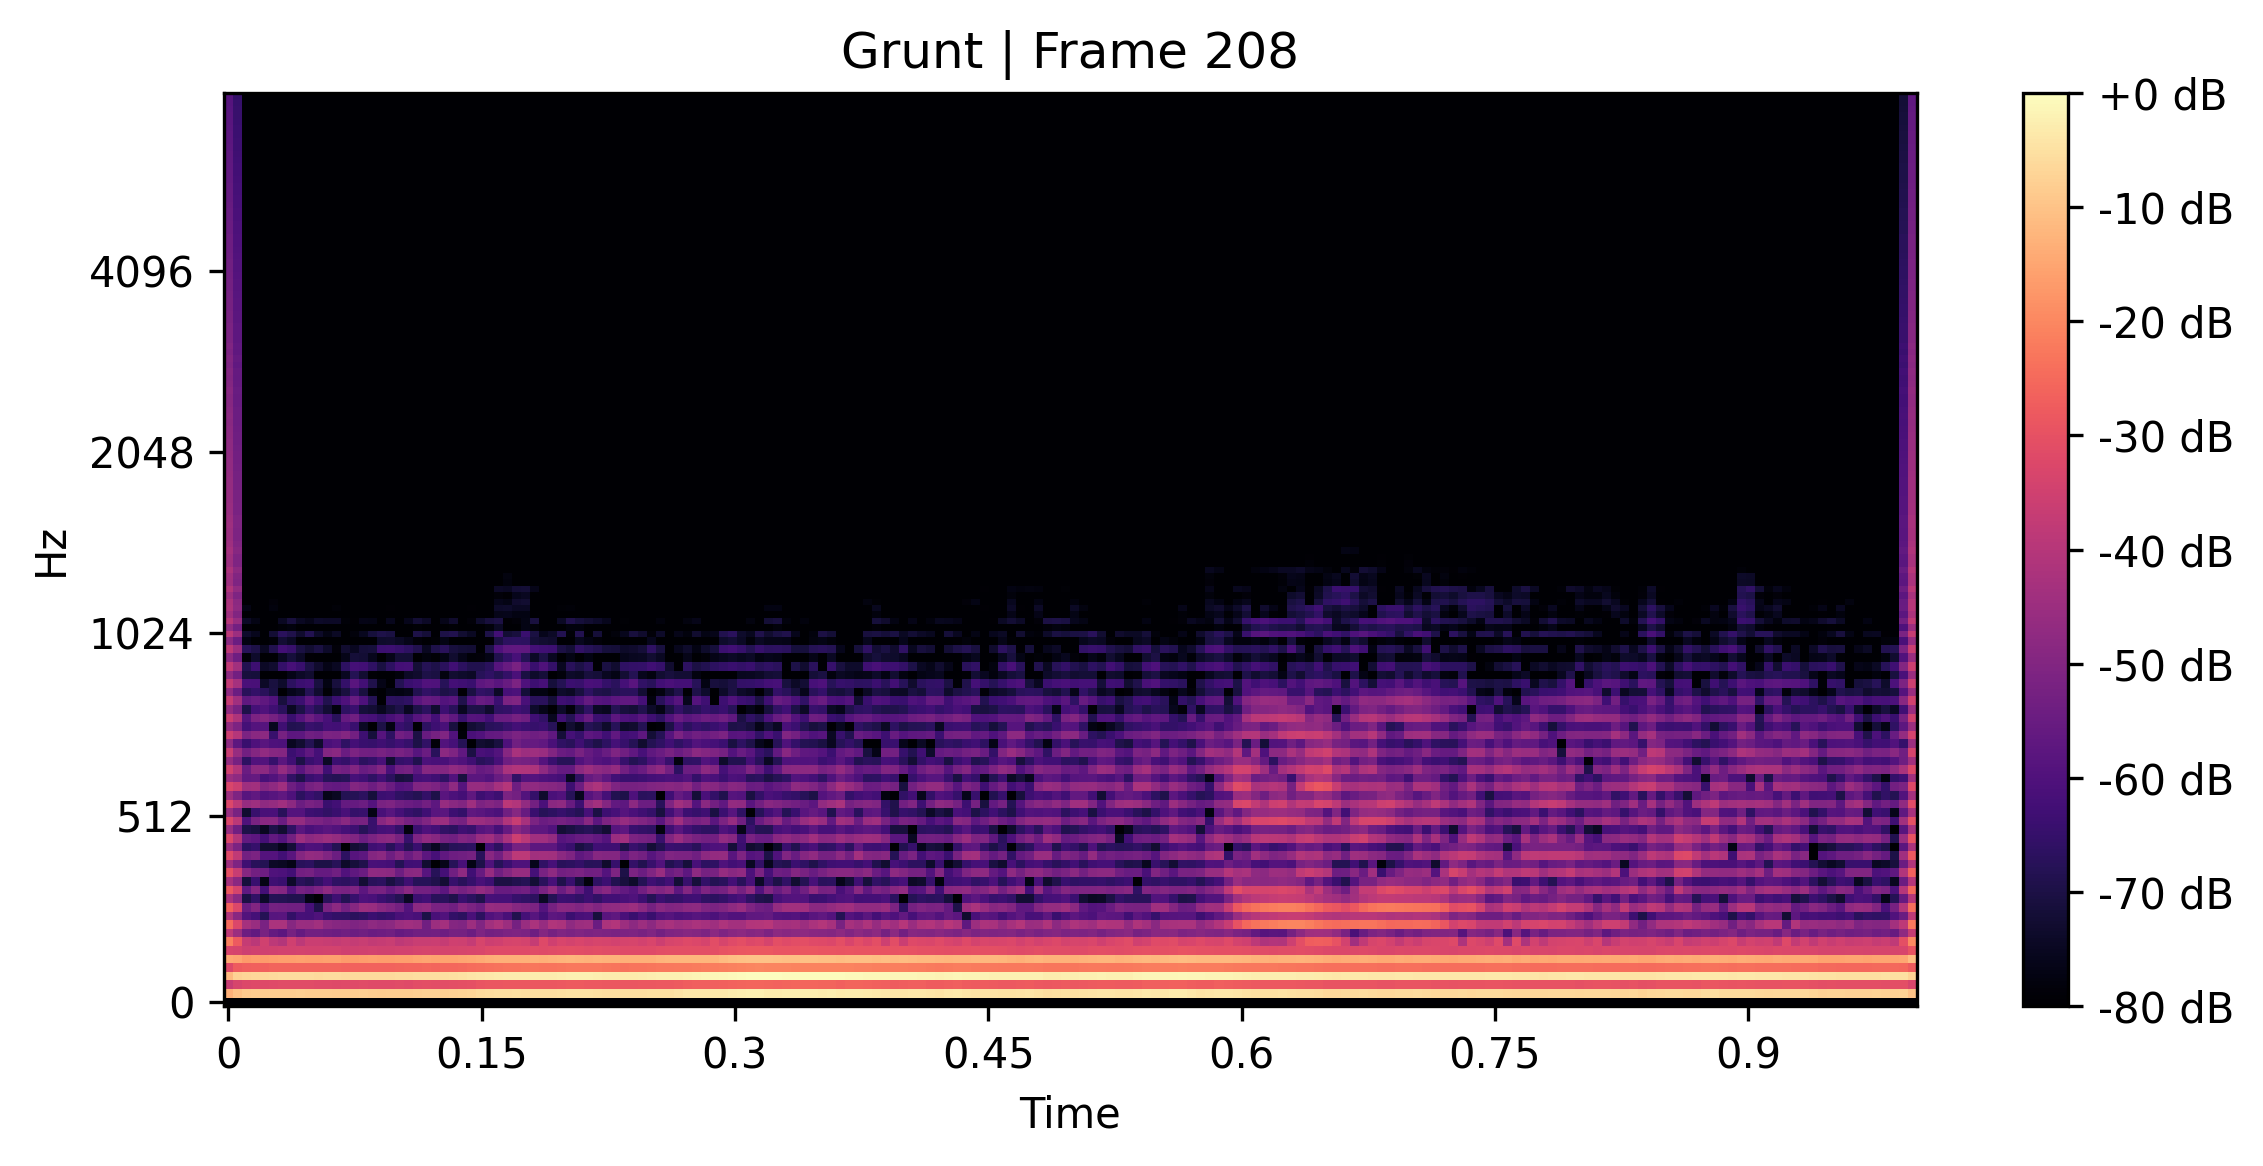 Grunt | Frame 208
+0 dB
-10 dB
-20 dB
-30 dB
-40 dB
-50 dB
-60 dB
-70 dB
-80 dB
Hz
4096
2048
1024
512
0
0 0.15 0.3 0.45 0.6 0.75 0.9
Time